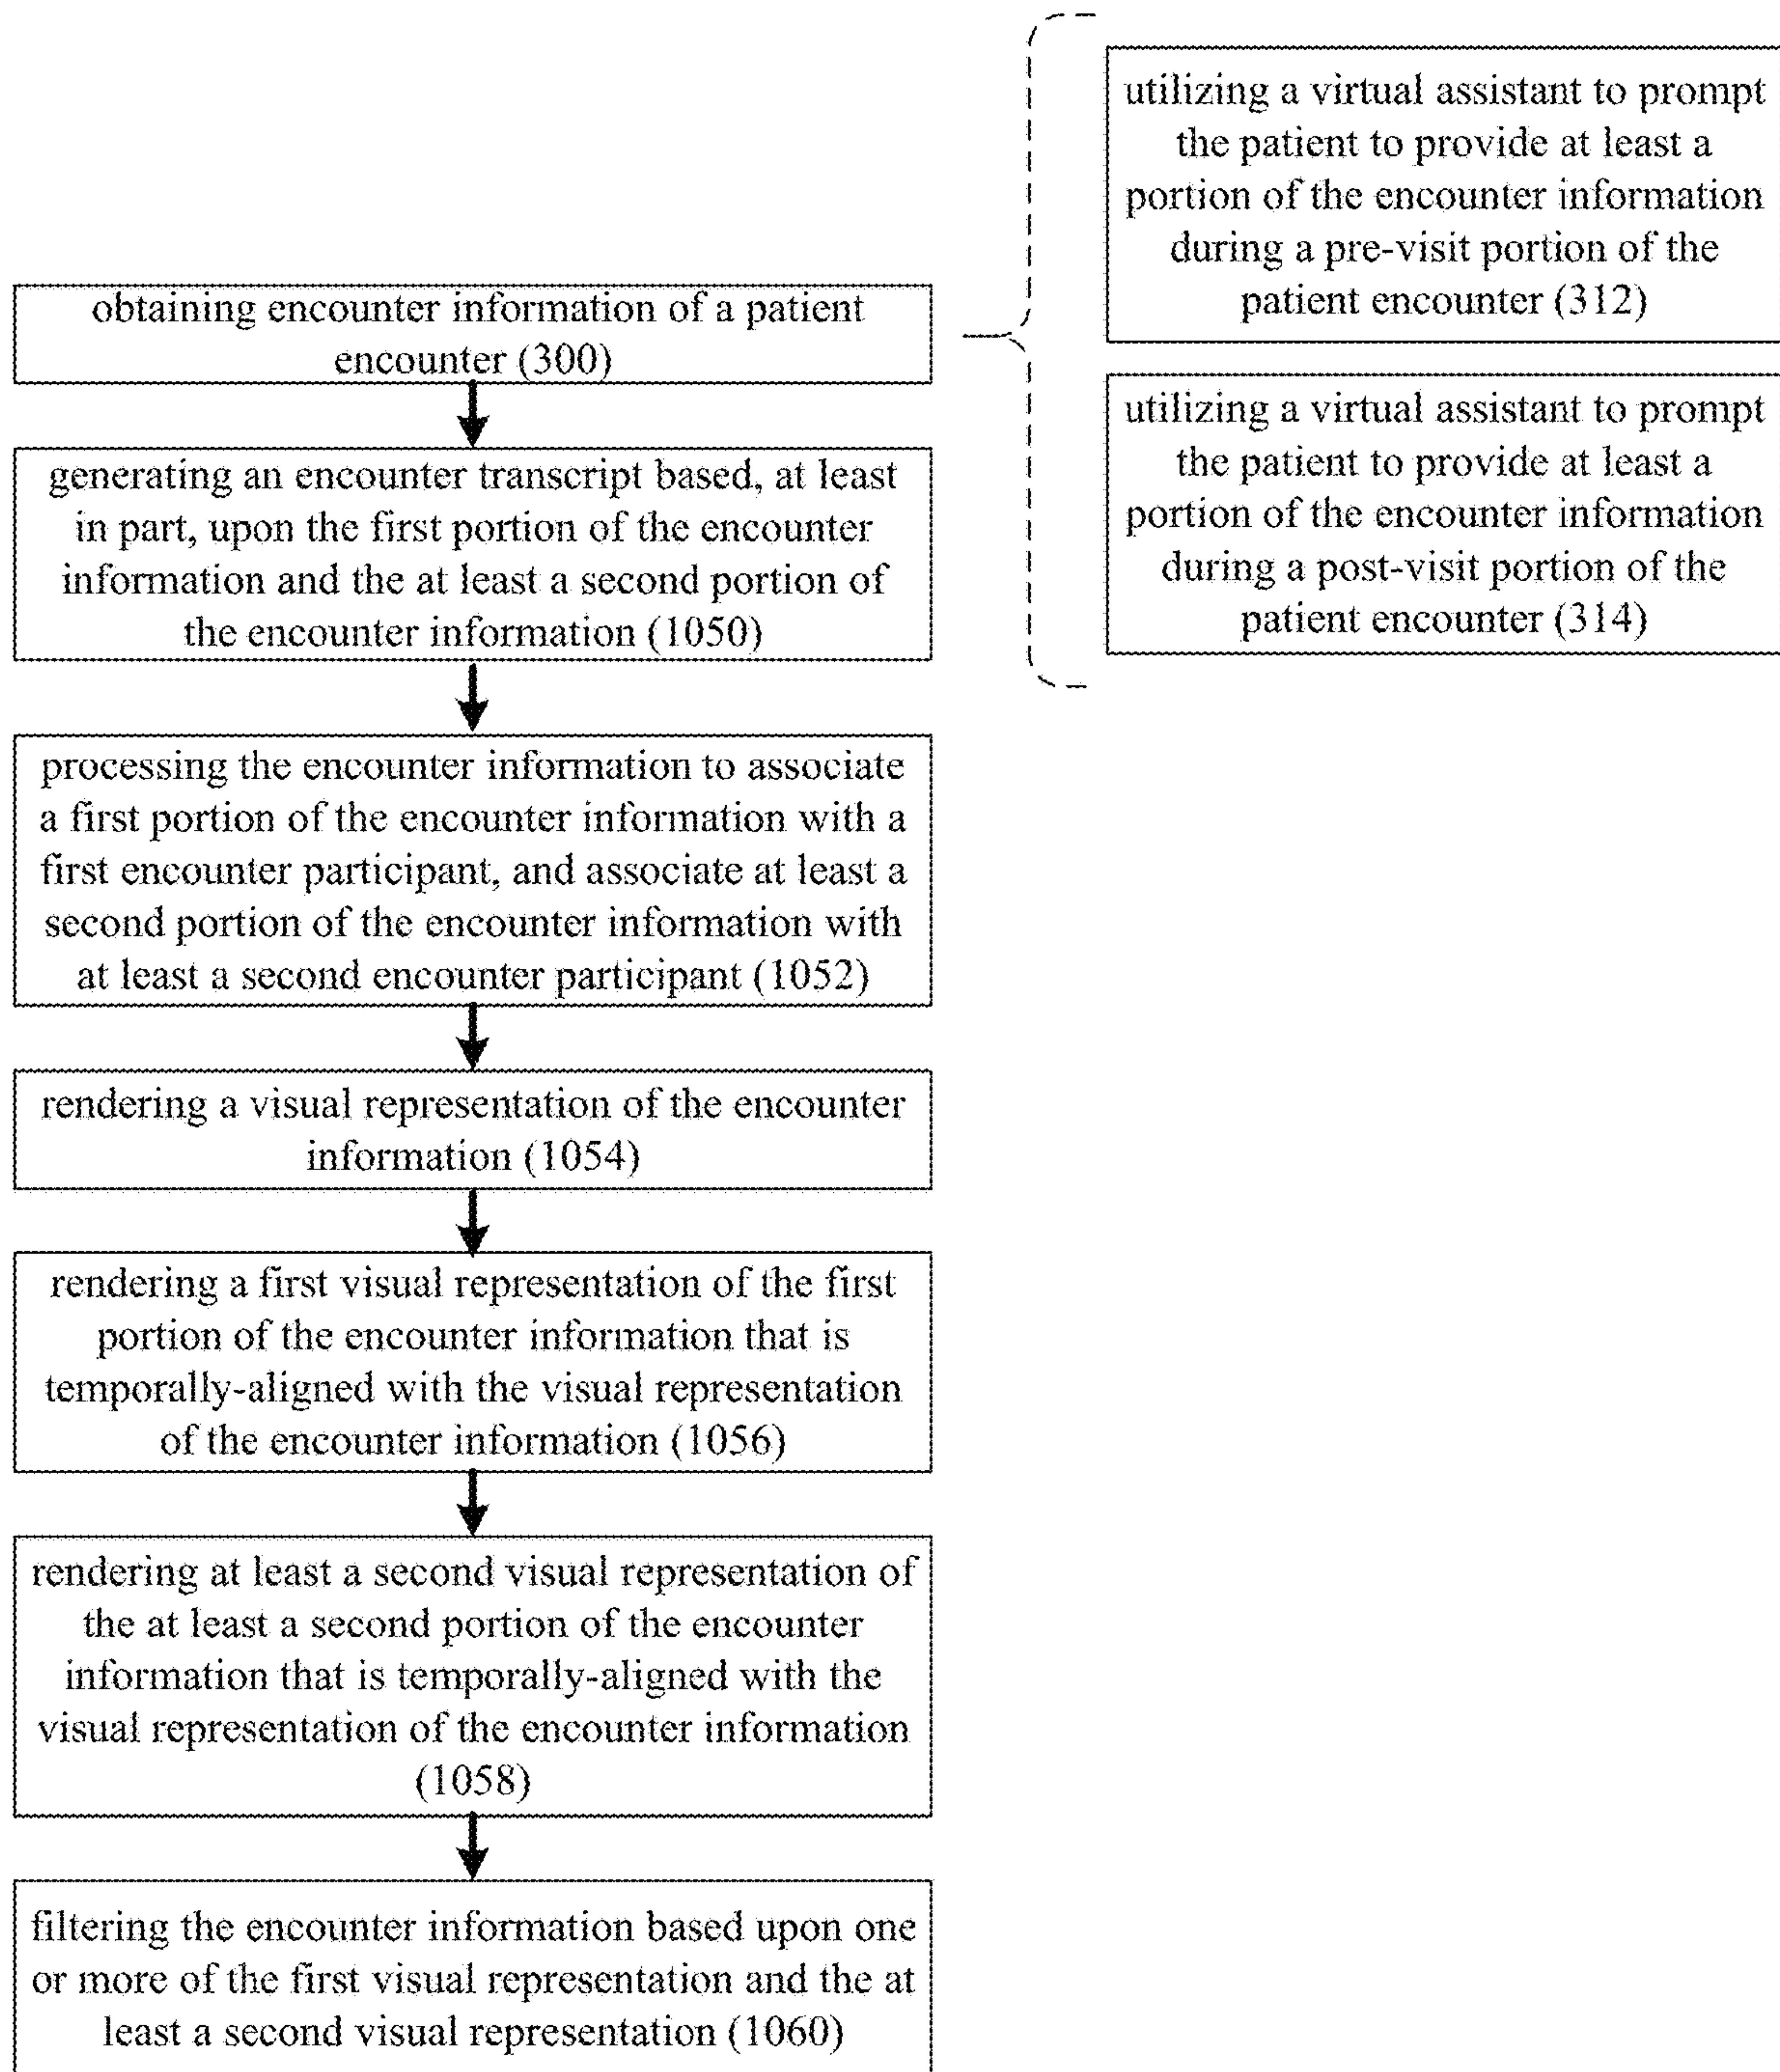 obtaining encounter information of a patient
encounter (300)
generating an encounter transcript based, at least
in part, upon the first portion of the encounter
information and the at least a second portion of
the encounter information (1050)
processing the encounter information to associate
a first portion of the encounter information with a
first encounter participant, and associate at least a
second portion of the encounter information with
at least a second encounter participant (1052)
rendering a visual representation of the encounter
information (1054)
rendering a first visual representation of the first
portion of the encounter information that is
temporally-aligned with the visual representation
of the encounter information (1056)
rendering at least a second visual representation of
the at least a second portion of the encounter
information that is temporally-aligned with the
visual representation of the encounter information
(1058)
filtering the encounter information based upon one
or more of the first visual representation and the at
least a second visual representation (1060)
utilizing a virtual assistant to prompt
the patient to provide at least a
portion of the encounter information
during a pre-visit portion of the
patient encounter (312)
utilizing a virtual assistant to prompt
the patient to provide at least a
portion of the encounter information
during a post-visit portion of the
patient encounter (314)